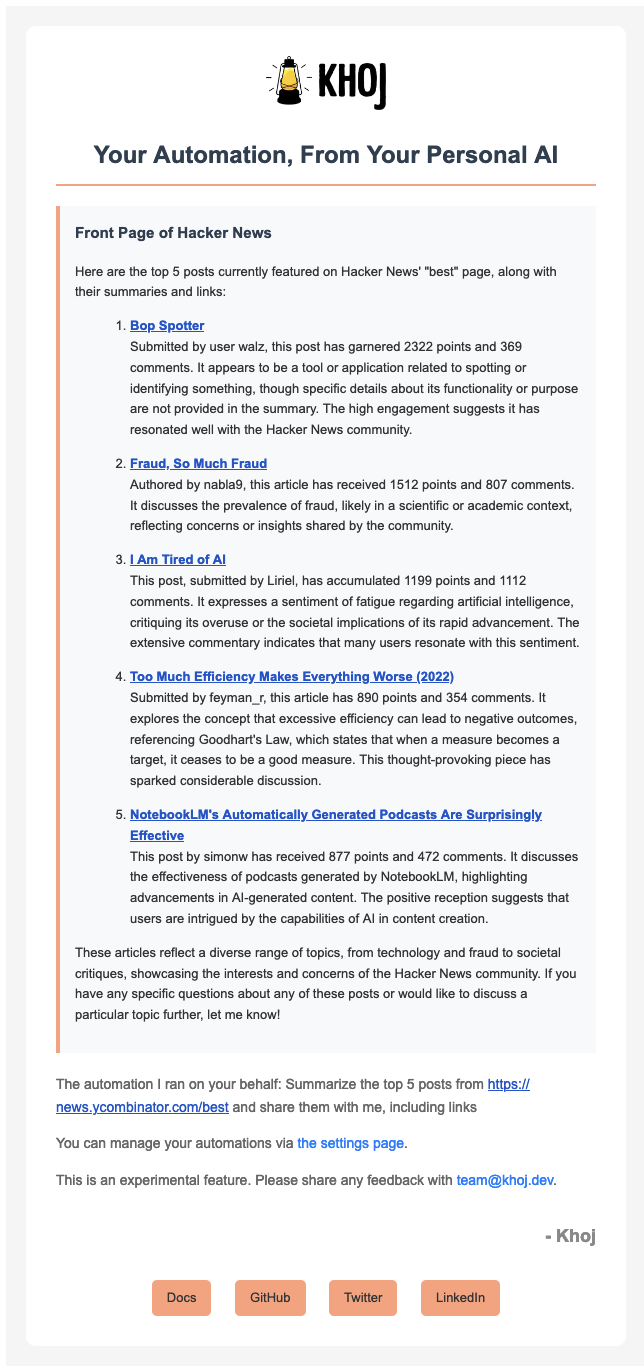 KHOJ
Your Automation, From Your Personal AI
Front Page of Hacker News
Here are the top 5 posts currently featured on Hacker News' "best" page, along with
their summaries and links:
1. Bop Spotter
Submitted by user walz, this post has garnered 2322 points and 369
comments. It appears to be a tool or application related to spotting or
identifying something, though specific details about its functionality or purpose
are not provided in the summary. The high engagement suggests it has
resonated well with the Hacker News community.
2. Fraud, So Much Fraud
Authored by nabla9, this article has received 1512 points and 807 comments.
It discusses the prevalence of fraud, likely in a scientific or academic context,
reflecting concerns or insights shared by the community.
3. I Am Tired of AI
This post, submitted by Liriel, has accumulated 1199 points and 1112
comments. It expresses a sentiment of fatigue regarding artificial intelligence,
critiquing its overuse or the societal implications of its rapid advancement. The
extensive commentary indicates that many users resonate with this sentiment.
4. Too Much Efficiency Makes Everything Worse (2022)
Submitted by feyman_r, this article has 890 points and 354 comments. It
explores the concept that excessive efficiency can lead to negative outcomes,
referencing Goodhart's Law, which states that when a measure becomes a
target, it ceases to be a good measure. This thought-provoking piece has
sparked considerable discussion.
5. NotebookLM's Automatically Generated Podcasts Are Surprisingly
Effective
This post by simonw has received 877 points and 472 comments. It discusses
the effectiveness of podcasts generated by NotebookLM, highlighting
advancements in AI-generated content. The positive reception suggests that
users are intrigued by the capabilities of AI in content creation.
These articles reflect a diverse range of topics, from technology and fraud to societal
critiques, showcasing the interests and concerns of the Hacker News community. If you
have any specific questions about any of these posts or would like to discuss a
particular topic further, let me know!
The automation I ran on your behalf: Summarize the top 5 posts from https://
news.ycombinator.com/best and share them with me, including links
You can manage your automations via the settings page.
This is an experimental feature. Please share any feedback with team@khoj.dev.
- Khoj
Docs GitHub Twitter LinkedIn